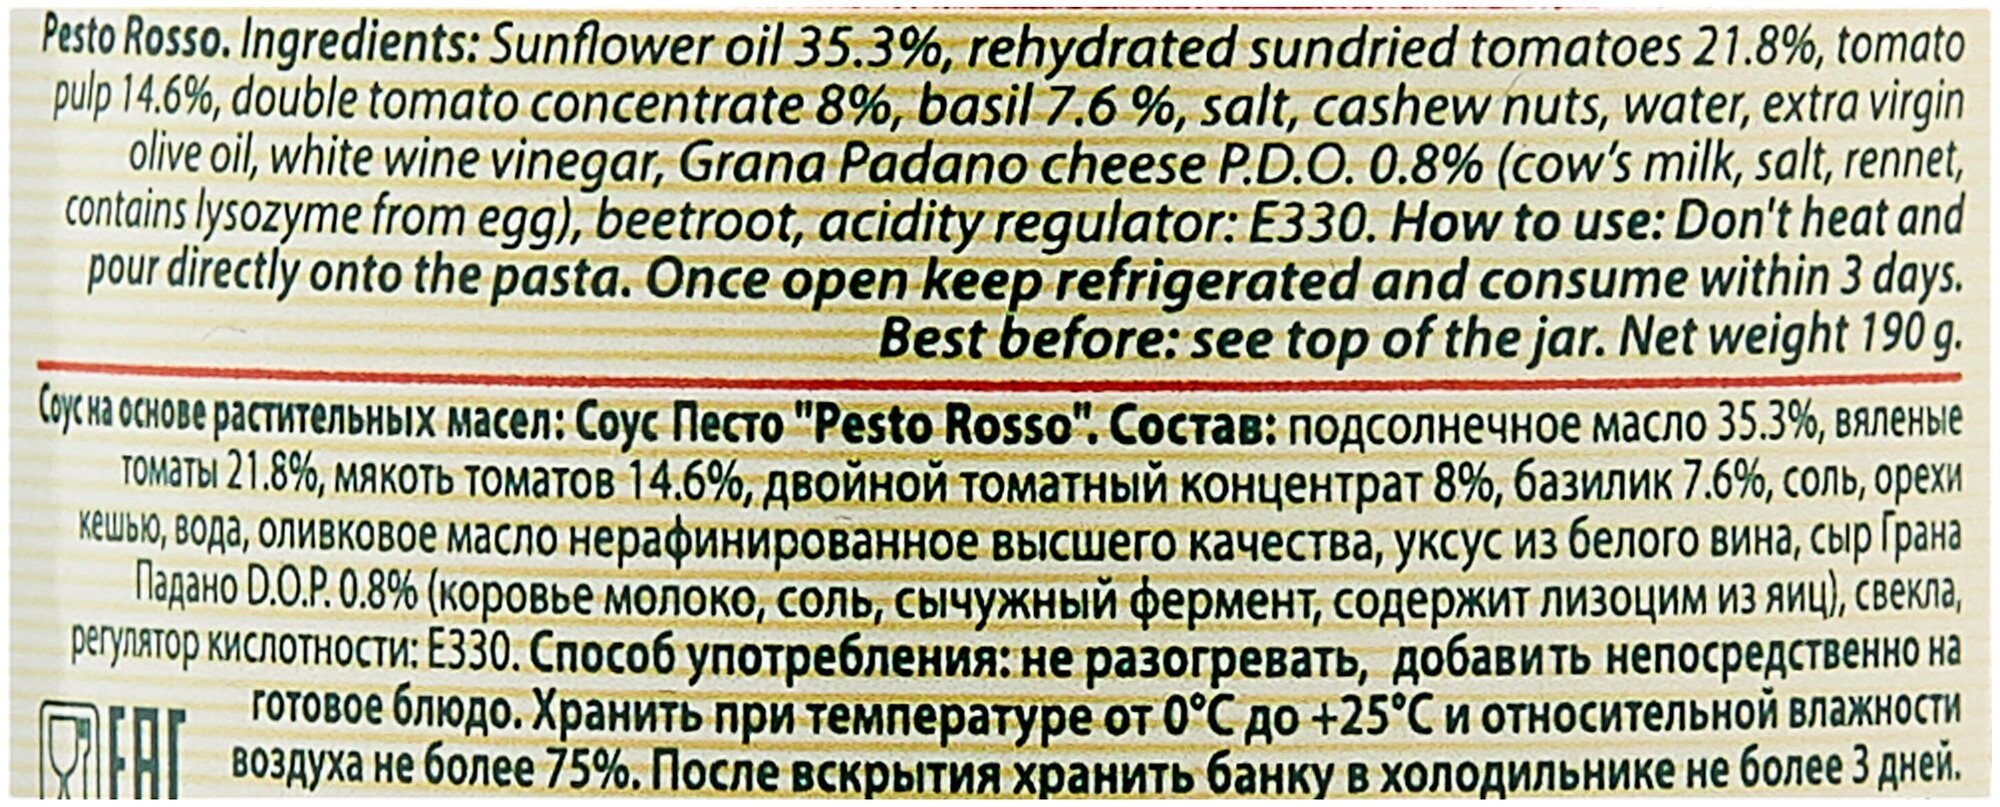 Pesto Rosso. Ingredients: Sunflower oil 35.3%, rehydrated sundried tomatoes 21.8%, tomato
pulp 14.6%, double tomato concentrate 8%, basil 7.6 %, salt, cashew nuts, water, extra virgin
olive oil, white wine vinegar, Grana Padano cheese P.D.O. 0.8% (cow's milk, salt, rennet,
contains lysozyme from egg), beetroot, acidity regulator: E330. How to use: Don't heat and
pour directly onto the pasta. Once open keep refrigerated and consume within 3 days.
Best before: see top of the jar. Net weight 190 g.
Соус на основе растительных масел: Соус Песто "Pesto Rosso". Состав: подсолнечное масло 35.3%, вяленые
томаты 21.8%, мякоть томатов 14.6%, двойной томатный концентрат 8%, базилик 7.6%, соль, орехи
кешью, вода, оливковое масло нерафинированное высшего качества, уксус из белого вина, сыр Грана
Падано D.O.P. 0.8% (коровье молоко, соль, сычужный фермент, содержит лизоцим из яиц), свекла,
регулятор кислотности: E330. Способ употребления: не разогревать, добавить непосредственно на
готовое блюдо. Хранить при температуре от 0°C до +25°C и относительной влажности
воздуха не более 75%. После вскрытия хранить банку в холодильнике не более 3 дней.
EAC